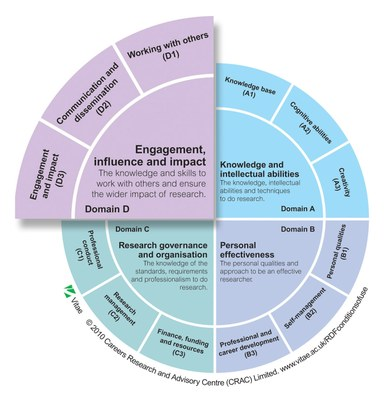 Working with others
(D1)
Communication and
dissemination
(D2)
Engagement
and impact
(D3)
Engagement,
influence and impact
The knowledge and skills to
work with others and ensure
the wider impact of research.
Domain D
Knowledge base
(A1)
Cognitive abilities
(A2)
Creativity
(A3)
Knowledge and
intellectual abilities
The knowledge, intellectual
abilities and techniques
to do research.
Domain A
Domain B
Personal
effectiveness
The personal qualities and
approach to be an effective
researcher.
Personal qualities
(B1)
Self-management
(B2)
Professional and
career development
(B3)
Domain C
Research governance
and organisation
The knowledge of the
standards, requirements
and professionalism to do
research.
Professional
conduct
(C1)
Research
management
(C2)
Finance, funding
and resources
(C3)
Vitae
© 2010 Careers Research and Advisory Centre (CRAC) Limited. www.vitae.ac.uk/RDFconditionsofuse